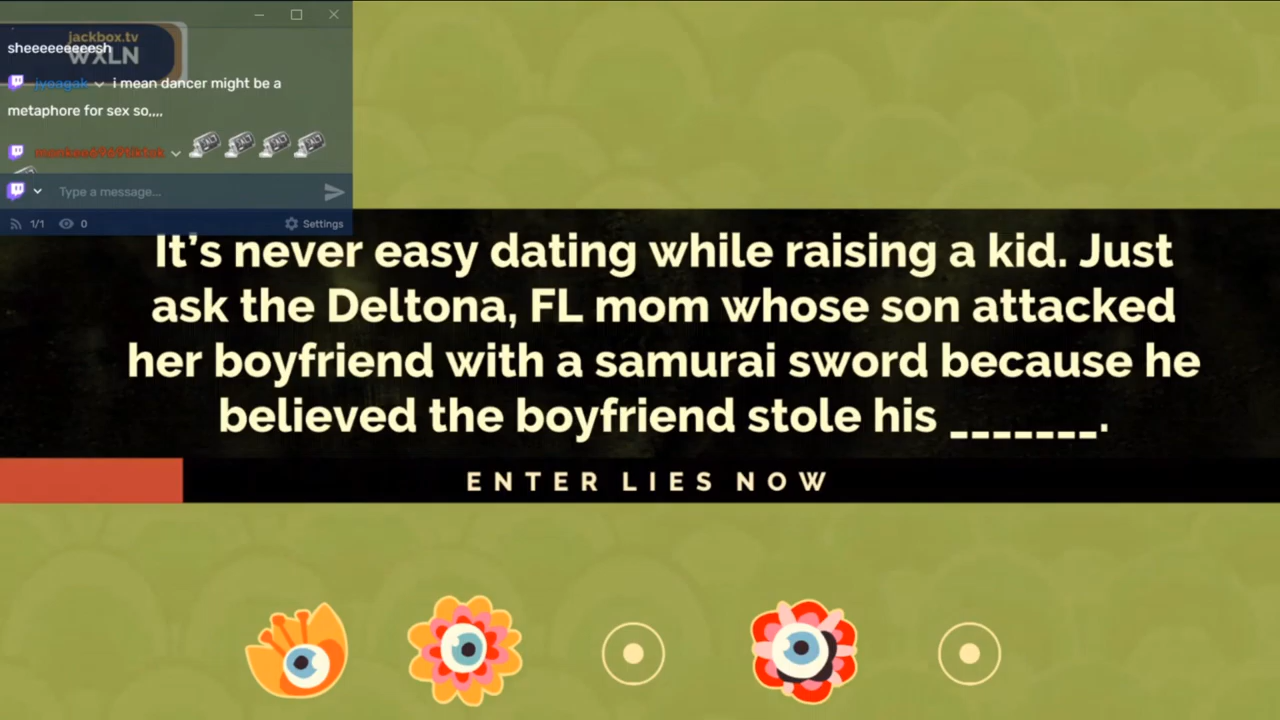 jackbox.tv
WXLN
sheeeeeeeeesh
jyeagak i mean dancer might be a
metaphore for sex so,,,,
Type a message...
1/1 0 Settings
It's never easy dating while raising a kid. Just
ask the Deltona, FL mom whose son attacked
her boyfriend with a samurai sword because he
believed the boyfriend stole his _______.
ENTER LIES NOW